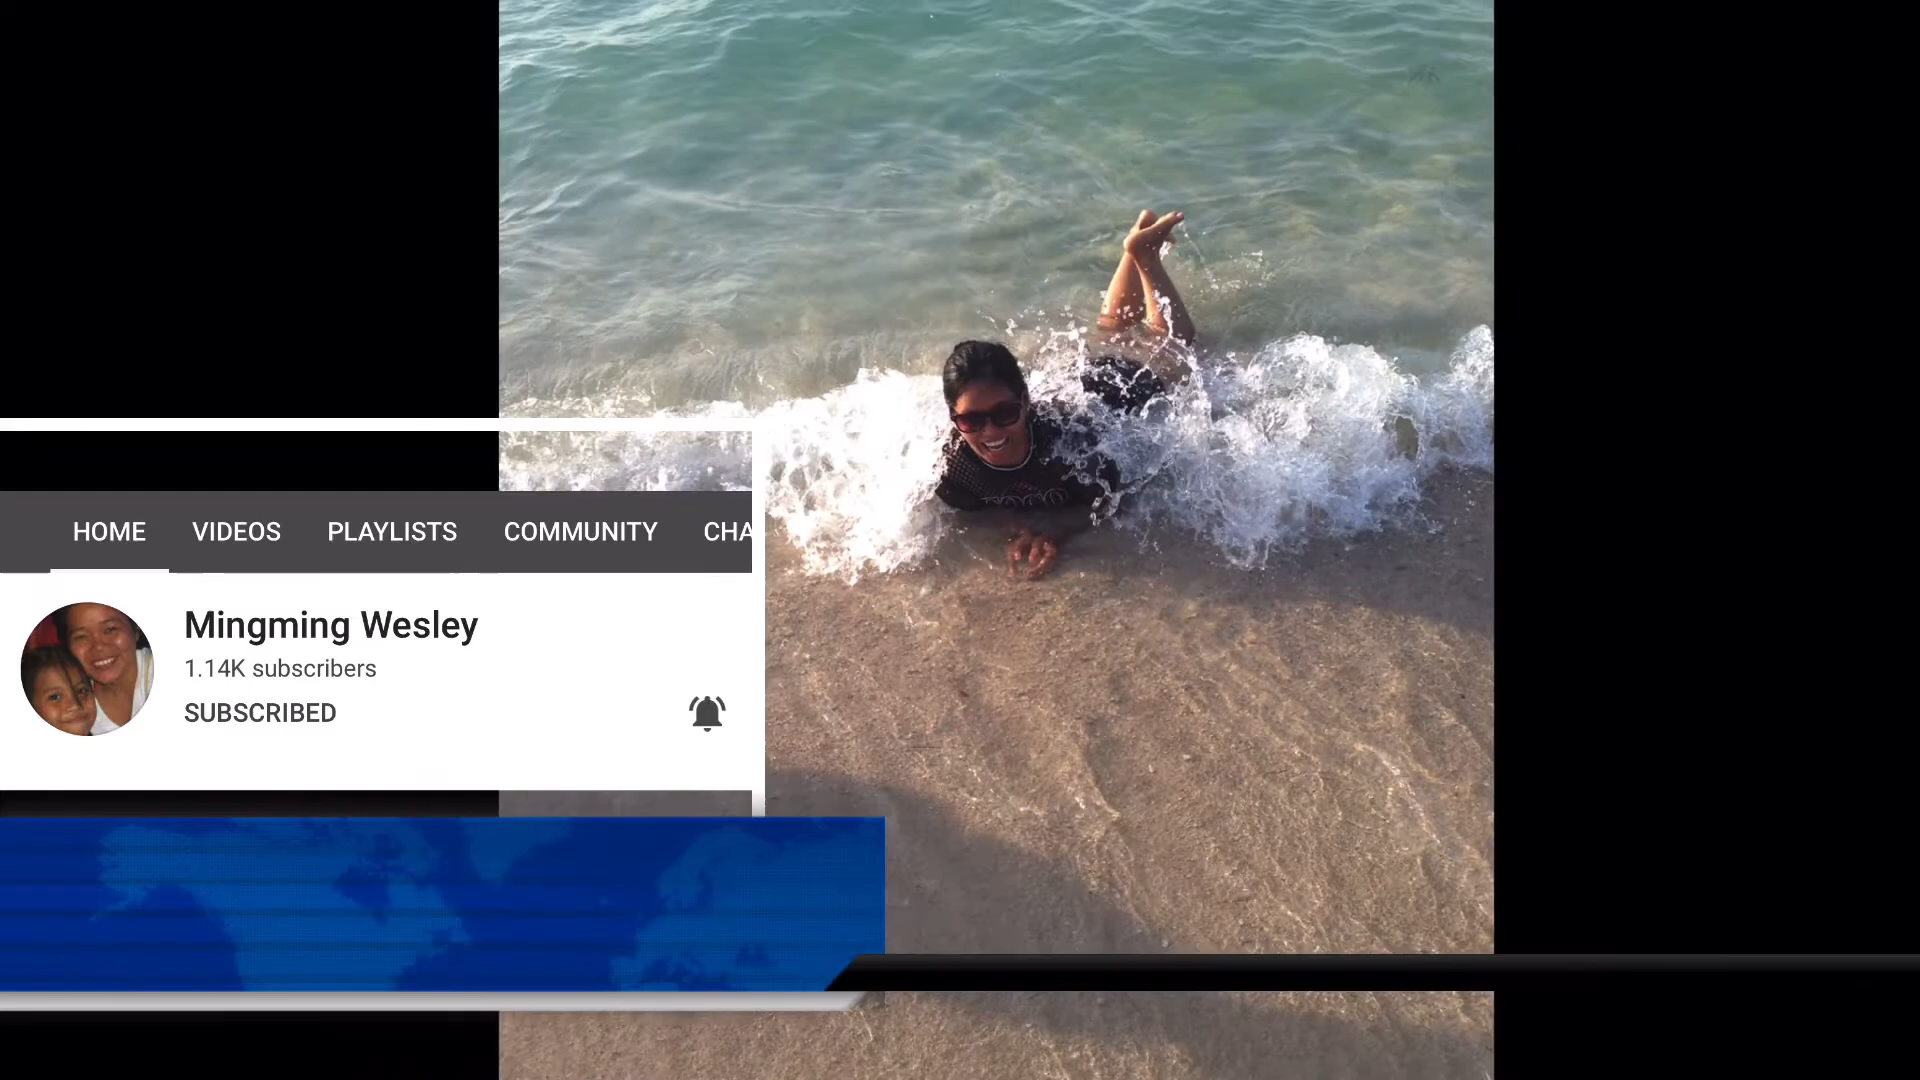 HOME VIDEOS PLAYLISTS COMMUNITY CHA
Mingming Wesley
1.14K subscribers
SUBSCRIBED